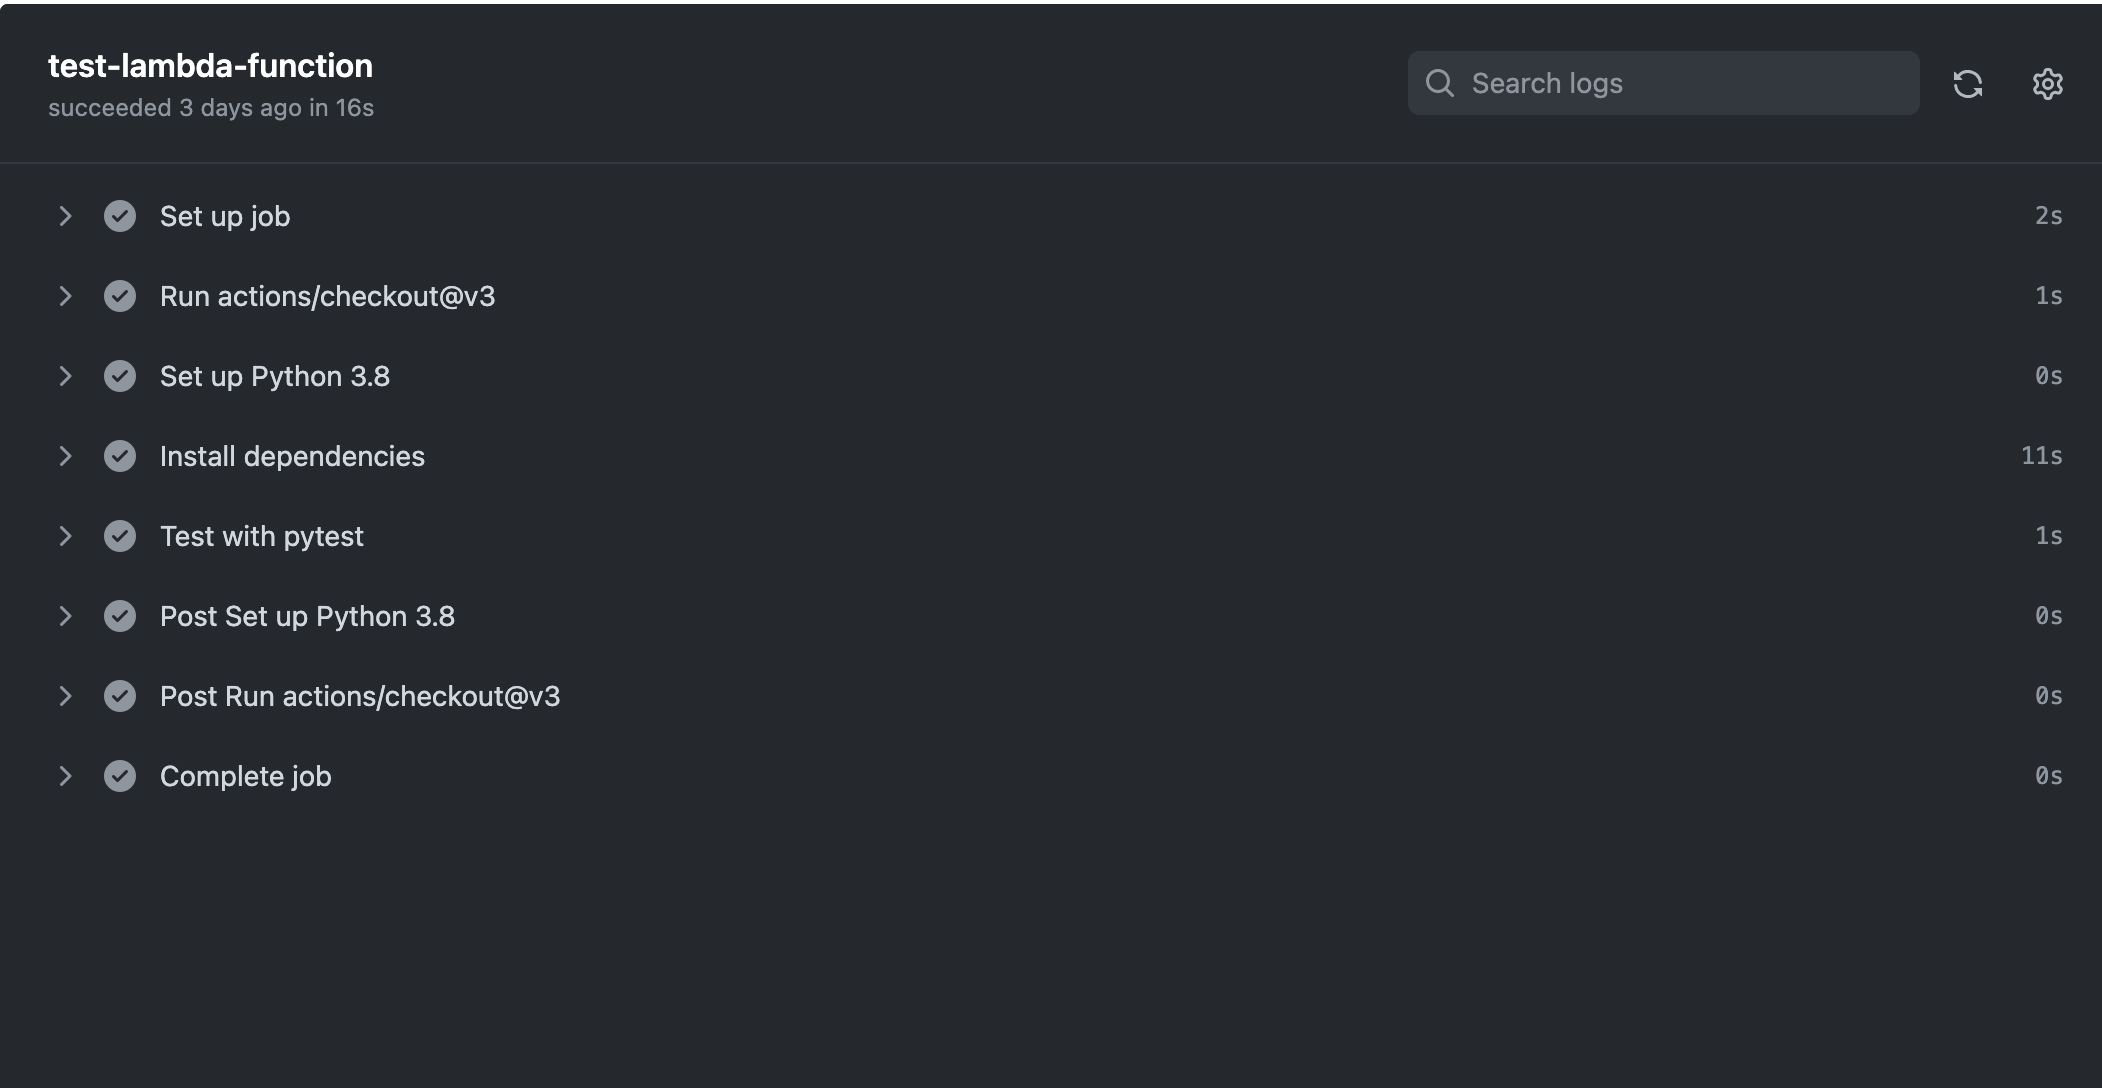 test-lambda-function
succeeded 3 days ago in 16s
Search logs
Set up job 2s
Run actions/checkout@v3 1s
Set up Python 3.8 0s
Install dependencies 11s
Test with pytest 1s
Post Set up Python 3.8 0s
Post Run actions/checkout@v3 0s
Complete job 0s